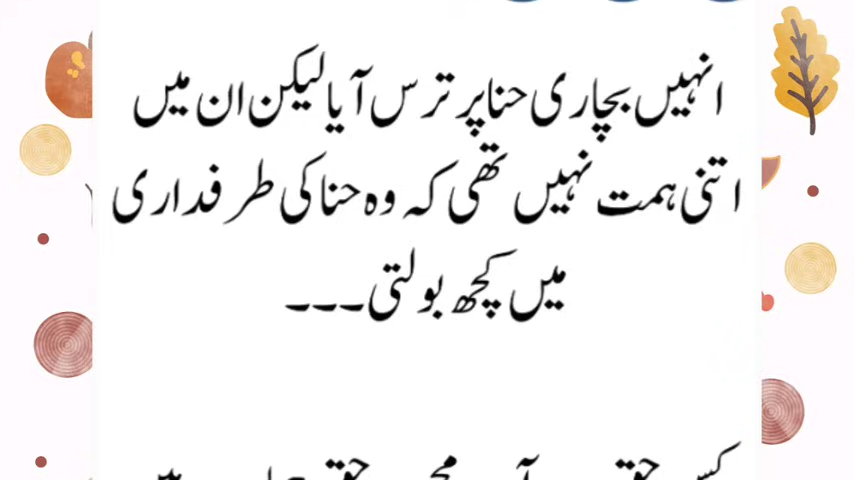 انہیں بچاری حنا پر ترس آیا لیکن ان میں
اتنی ہمت نہیں تھی کہ وہ حنا کی طرفداری
میں کچھ بولتی۔۔۔